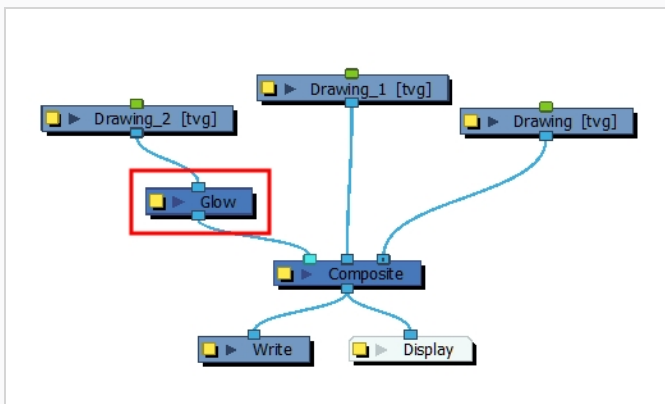 Drawing_1 [tvg]
Drawing_2 [tvg]
Drawing [tvg]
Glow
Composite
Write
Display